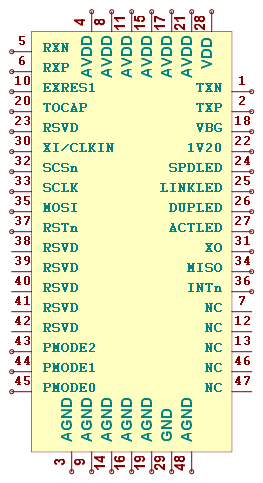 4 8 11 15 17 21 28
AVDD AVDD AVDD AVDD AVDD AVDD VDD
5 RXN
6 RXP
10 EXRES1 TXN 1
20 TOCAP TXP 2
23 RSVD VBG 18
30 XI/CLKIN 1V20 22
32 SCSn SPDLED 24
33 SCLK LINKLED 25
35 MOSI DUPLED 26
37 RSTn ACTLED 27
38 RSVD XO 31
39 RSVD MISO 34
40 RSVD INTn 36
41 RSVD NC 7
42 RSVD NC 12
43 PMODE2 NC 13
44 PMODE1 NC 46
45 PMODE0 NC 47
AGND AGND AGND AGND AGND GND AGND
3 9 14 16 19 29 48